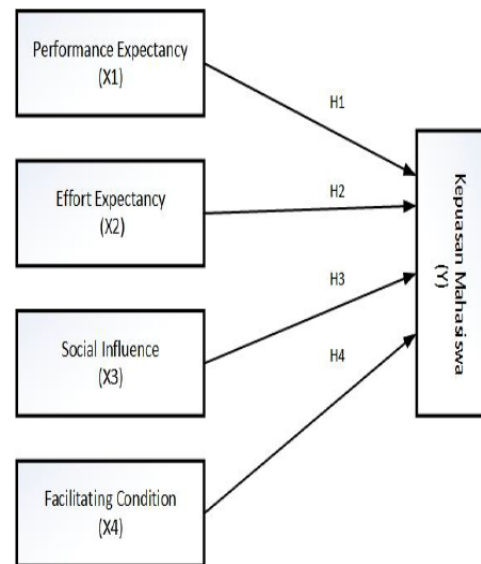 Performance Expectancy
(X1)
H1
Effort Expectancy
(X2)
H2
Kepuasan Mahasiswa
(Y)
Social Influence
(X3)
H3
H4
Facilitating Condition
(X4)